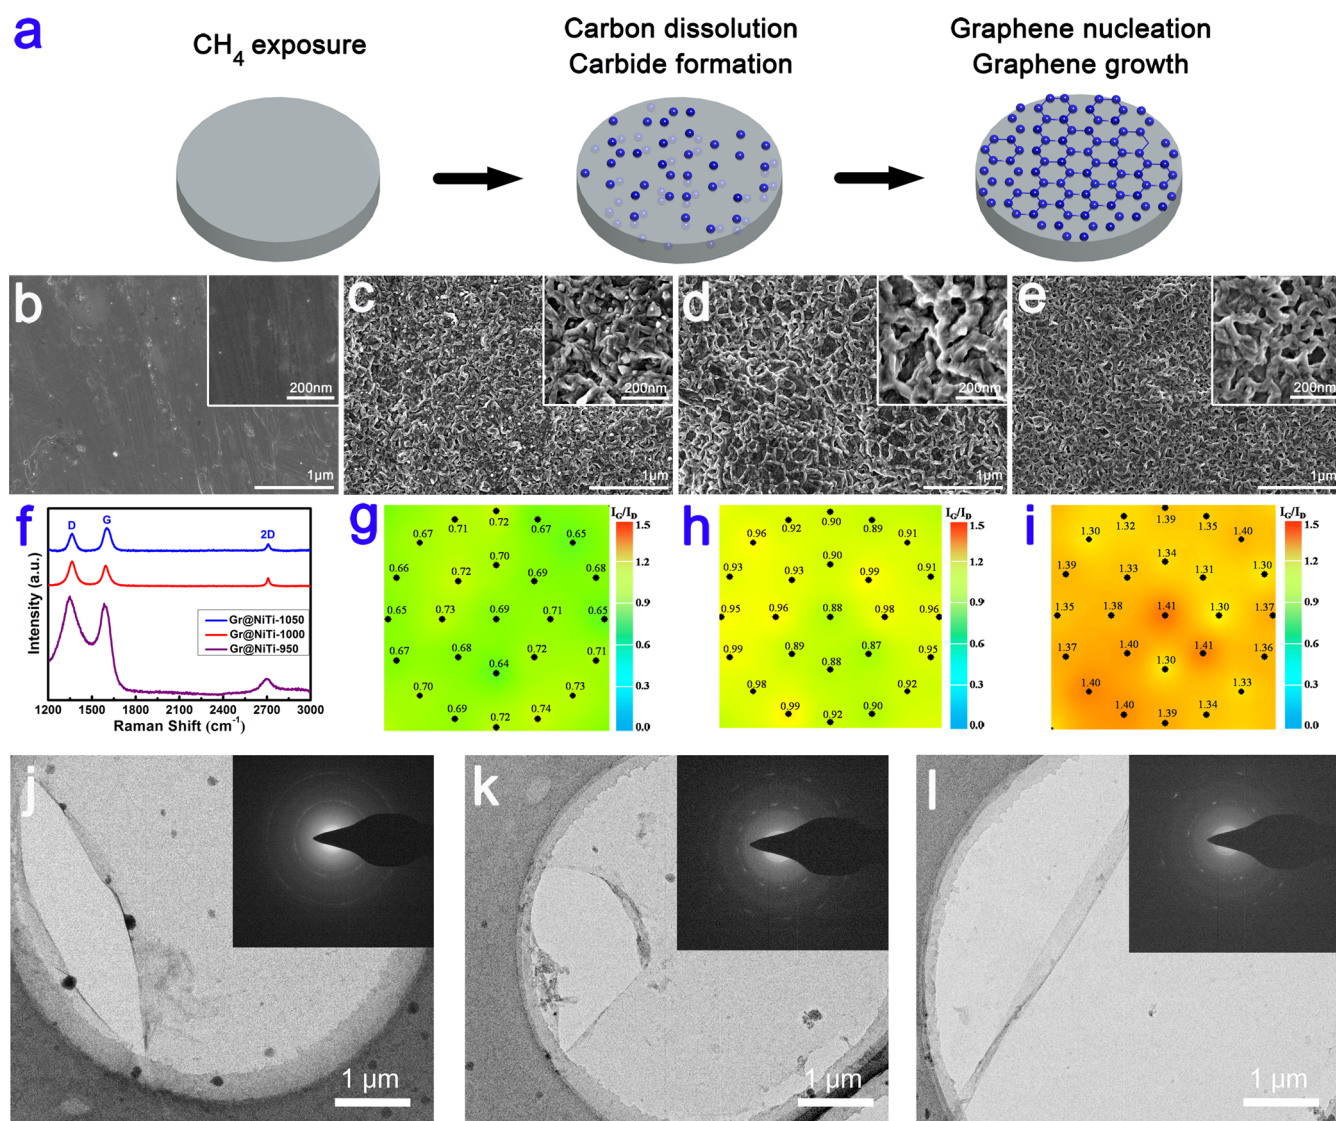 a
CH4 exposure
Carbon dissolution
Carbide formation
Graphene nucleation
Graphene growth
b
200nm
1μm
c
200nm
1μm
d
200nm
1μm
e
200nm
1μm
f
D
G
2D
Gr@NiTi-1050
Gr@NiTi-1000
Gr@NiTi-950
Intensity (a.u.)
1200 1500 1800 2100 2400 2700 3000
Raman Shift (cm-1)
g
IG/ID
0.72
0.71 0.67
0.67 0.65
0.70
0.66 0.72 0.69 0.68
0.65 0.73 0.69 0.71 0.65
0.67 0.68 0.72 0.71
0.64
0.70 0.73
0.69 0.74
0.72
1.5
1.2
0.9
0.6
0.3
0.0
h
IG/ID
0.90
0.92 0.89
0.96 0.91
0.90
0.93 0.93 0.99 0.91
0.95 0.96 0.88 0.98 0.96
0.99 0.89 0.87 0.95
0.88
0.98 0.92
0.99 0.90
0.92
1.5
1.2
0.9
0.6
0.3
0.0
i
IG/ID
1.39
1.32 1.35
1.30 1.40
1.34
1.39 1.33 1.31 1.30
1.35 1.38 1.41 1.30 1.37
1.37 1.40 1.41 1.36
1.30
1.40 1.33
1.40 1.34
1.39
1.5
1.2
0.9
0.6
0.3
0.0
j
1 μm
k
1 μm
l
1 μm